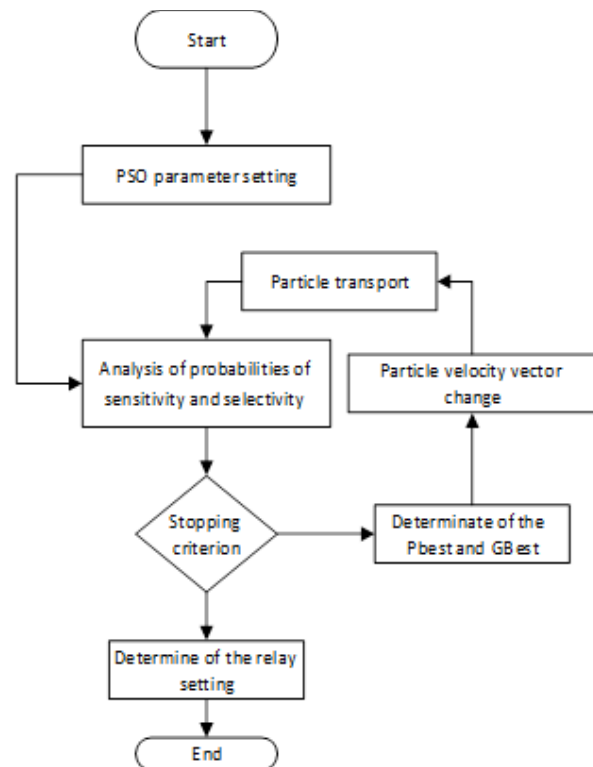 Start
PSO parameter setting
Particle transport
Analysis of probabilities of
sensitivity and selectivity
Particle velocity vector
change
Stopping
criterion
Determinate of the
Pbest and GBest
Determine of the relay
setting
End